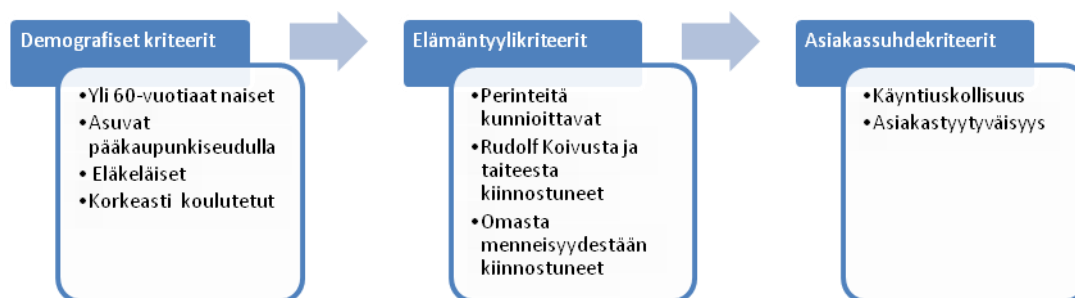 Demografiset kriteerit
•Yli 60-vuotiaat naiset
•Asuvat
pääkaupunkiseudulla
• Eläkeläiset
•Korkeasti koulutetut
Elämäntyylikriteerit
•Perinteitä
kunnioittavat
•Rudolf Koivusta ja
taiteesta
kiinnostuneet
•Omasta
menneisyydestään
kiinnostuneet
Asiakassuhdekriteerit
•Käyntiuskollisuus
•Asiakastyytyväisyys